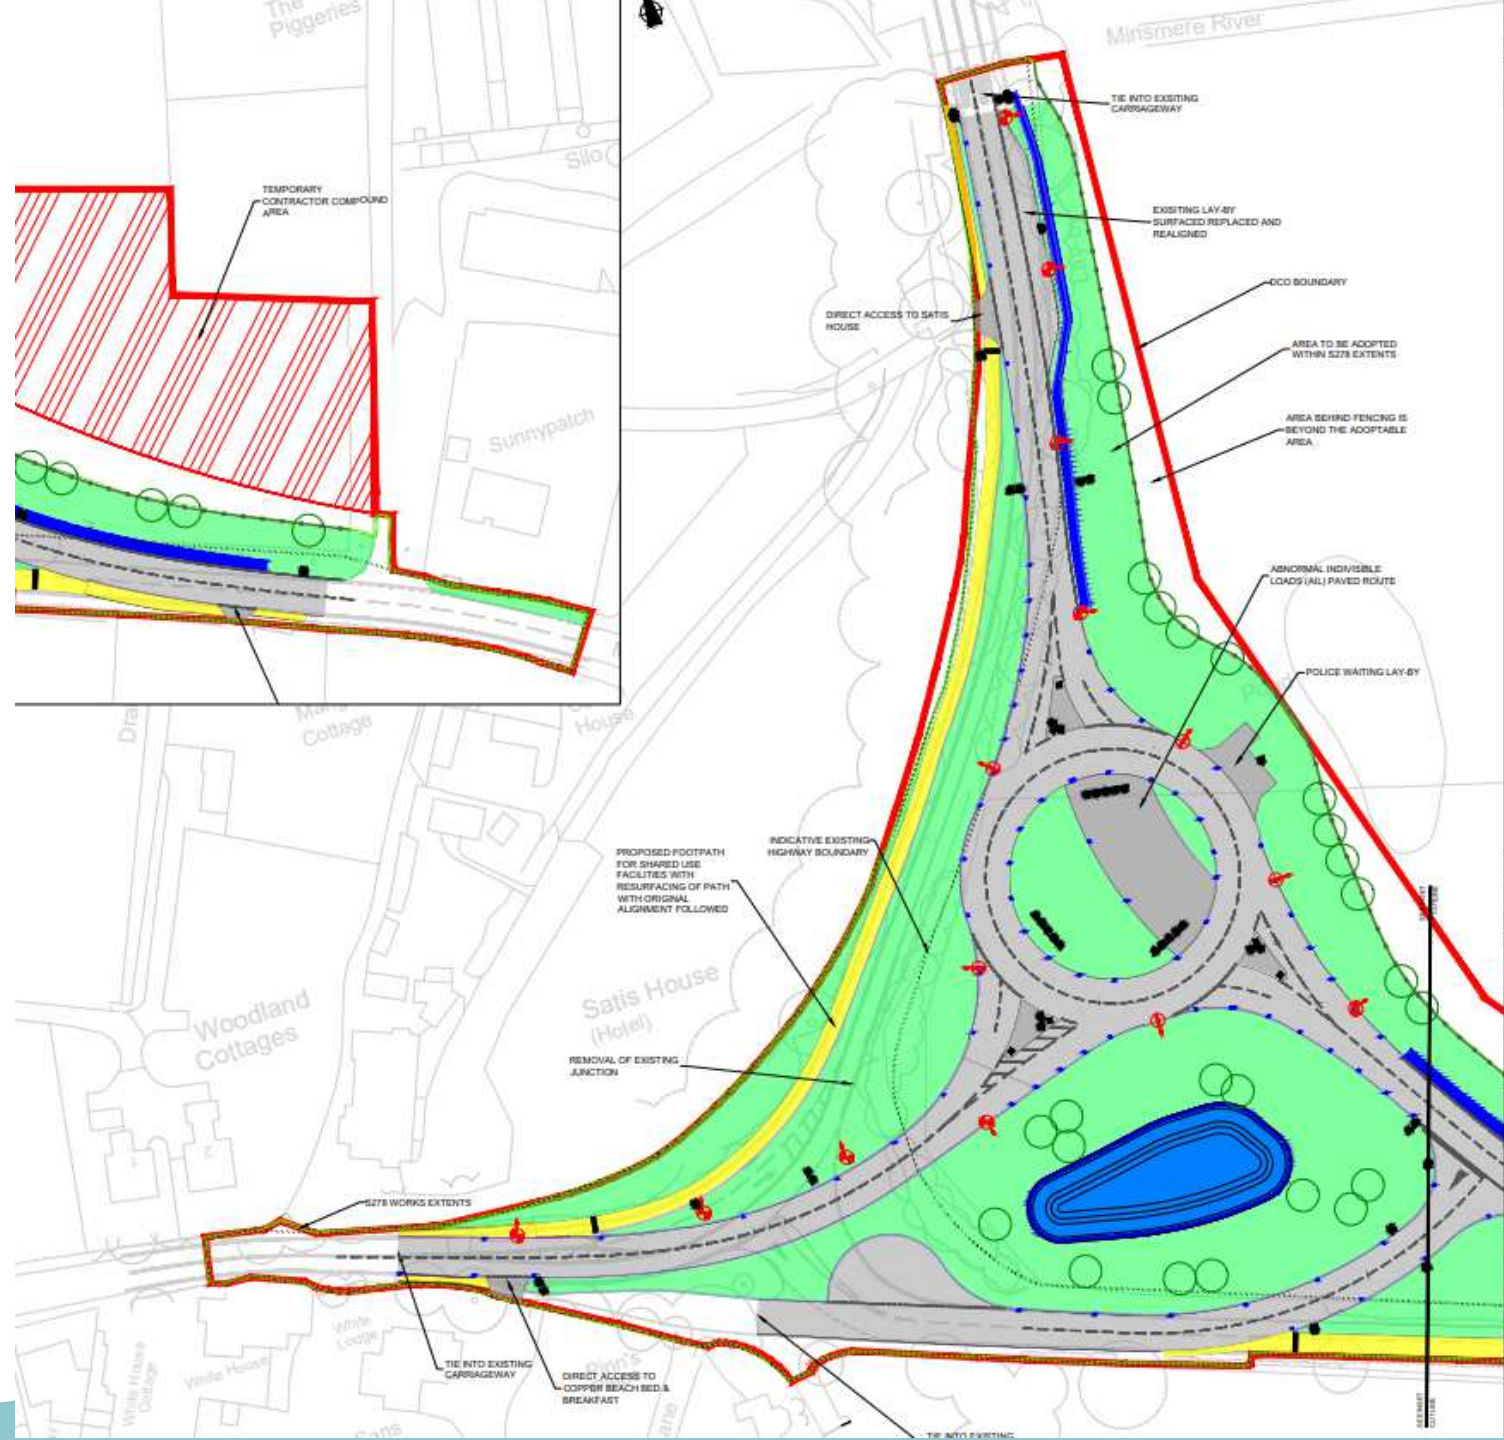 The
Piggeries
Minsmere River
TIE INTO EXSITING
CARRIAGEWAY
Silo
TEMPORARY
CONTRACTOR COMPOUND
AREA
EXISITING LAY-BY
SURFACED REPLACED AND
REALIGNED
DCO BOUNDARY
DIRECT ACCESS TO SATIS
HOUSE
AREA TO BE ADOPTED
WITHIN S278 EXTENTS
AREA BEHIND FENCING IS
BEYOND THE ADOPTABLE
AREA
Sunnypatch
ABNORMAL INDIVISIBLE
LOADS (AIL) PAVED ROUTE
POLICE WAITING LAY-BY
House
Cottage
INDICATIVE EXISTING
HIGHWAY BOUNDARY
PROPOSED FOOTPATH
FOR SHARED USE
FACILITIES WITH
RESURFACING OF PATH
WITH ORIGINAL
ALIGNMENT FOLLOWED
Satis House
(Hotel)
Woodland
Cottages
REMOVAL OF EXISTING
JUNCTION
S278 WORKS EXTENTS
White
Lodge
White House
White House
Cottage
TIE INTO EXISTING
CARRIAGEWAY
DIRECT ACCESS TO
COPPER BEACH BED &
BREAKFAST
TIE INTO EXISTING